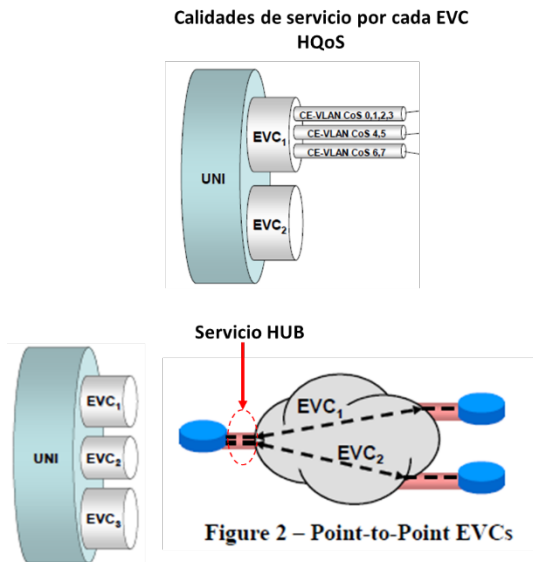 Calidades de servicio por cada EVC
HQoS
UNI
EVC1
CE-VLAN CoS 0,1,2,3
CE-VLAN CoS 4,5
CE-VLAN CoS 6,7
EVC2
Servicio HUB
UNI
EVC1
EVC2
EVC3
EVC1
EVC2
Figure 2 – Point-to-Point EVCs